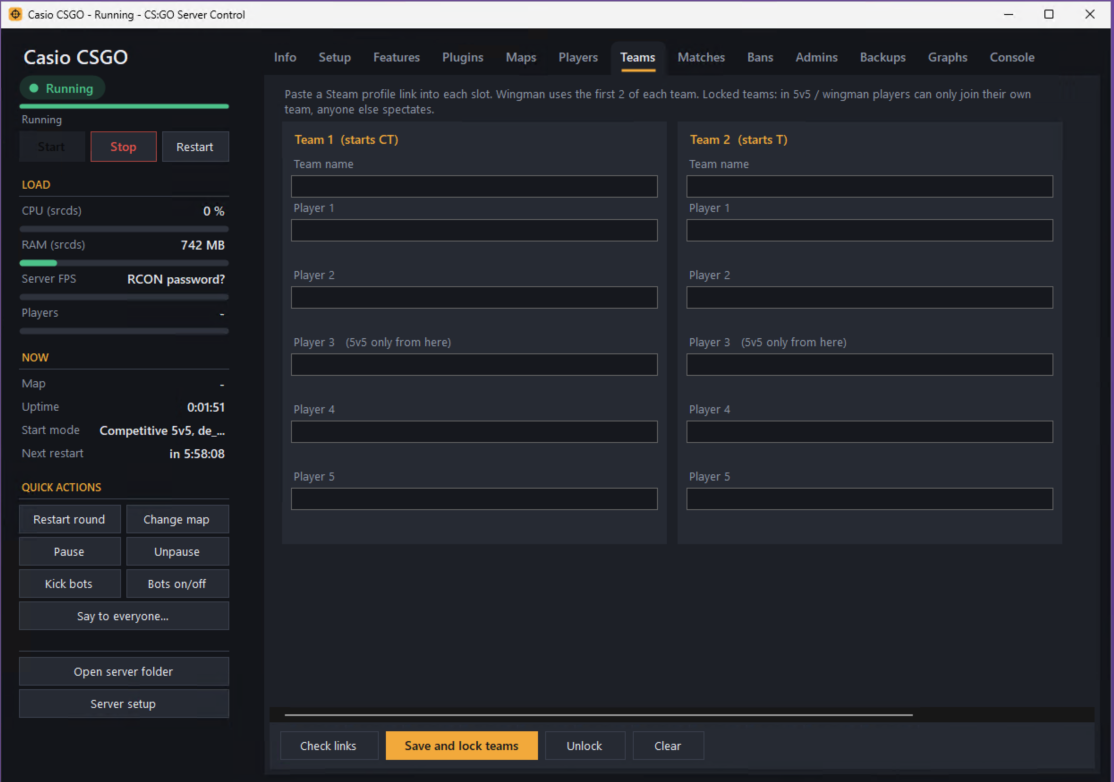 Casio CSGO - Running - CS:GO Server Control
Casio CSGO
Running
Running
Start
Stop
Restart
LOAD
CPU (srcds)
0 %
RAM (srcds)
742 MB
Server FPS
RCON password?
Players
-
NOW
Map
-
Uptime
0:01:51
Start mode
Competitive 5v5, de_...
Next restart
in 5:58:08
QUICK ACTIONS
Restart round
Change map
Pause
Unpause
Kick bots
Bots on/off
Say to everyone...
Open server folder
Server setup
Info
Setup
Features
Plugins
Maps
Players
Teams
Matches
Bans
Admins
Backups
Graphs
Console
Paste a Steam profile link into each slot. Wingman uses the first 2 of each team. Locked teams: in 5v5 / wingman players can only join their own
team, anyone else spectates.
Team 1 (starts CT)
Team name
Player 1
Player 2
Player 3 (5v5 only from here)
Player 4
Player 5
Team 2 (starts T)
Team name
Player 1
Player 2
Player 3 (5v5 only from here)
Player 4
Player 5
Check links
Save and lock teams
Unlock
Clear